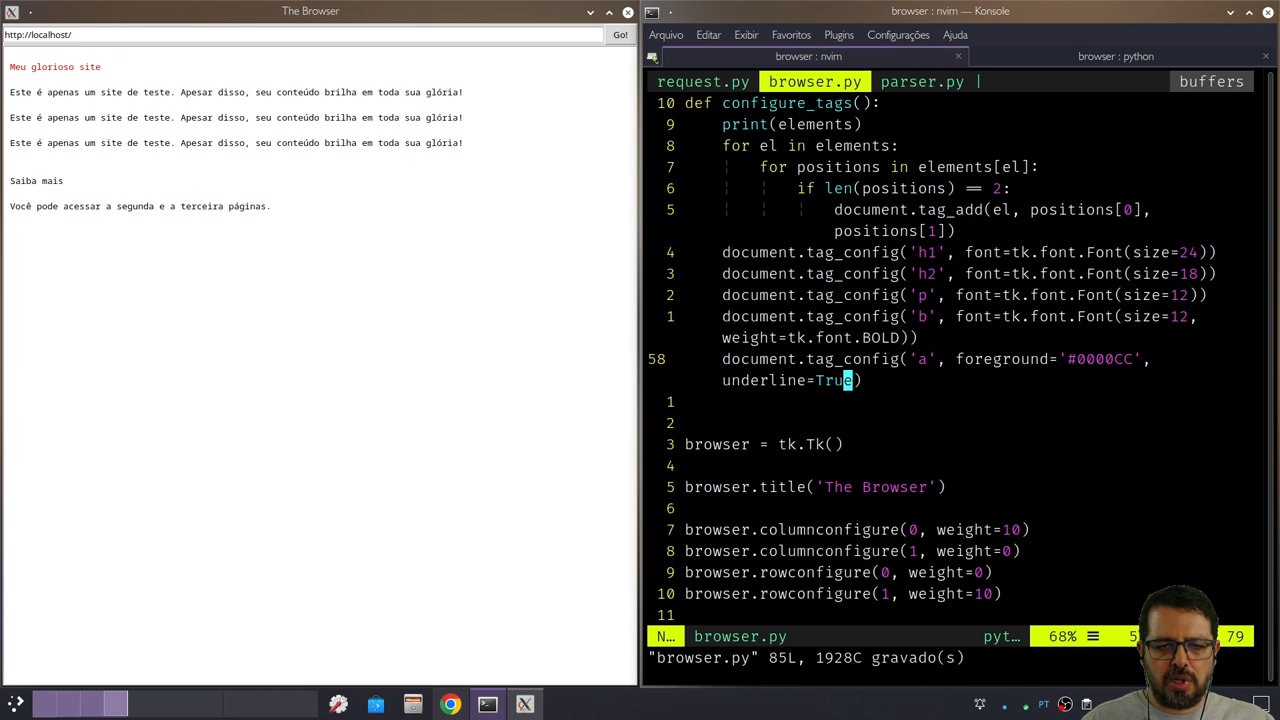 The Browser
http://localhost/
Go!
Meu glorioso site
Este é apenas um site de teste. Apesar disso, seu conteúdo brilha em toda sua glória!
Este é apenas um site de teste. Apesar disso, seu conteúdo brilha em toda sua glória!
Este é apenas um site de teste. Apesar disso, seu conteúdo brilha em toda sua glória!
Saiba mais
Você pode acessar a segunda e a terceira páginas.
browser : nvim — Konsole
Arquivo Editar Exibir Favoritos Plugins Configurações Ajuda
browser : nvim
browser : python
request.py browser.py parser.py | buffers
10 def configure_tags():
9 print(elements)
8 for el in elements:
7 for positions in elements[el]:
6 if len(positions) == 2:
5 document.tag_add(el, positions[0],
positions[1])
4 document.tag_config('h1', font=tk.font.Font(size=24))
3 document.tag_config('h2', font=tk.font.Font(size=18))
2 document.tag_config('p', font=tk.font.Font(size=12))
1 document.tag_config('b', font=tk.font.Font(size=12,
weight=tk.font.BOLD))
58 document.tag_config('a', foreground='#0000CC',
underline=True)
1
2
3 browser = tk.Tk()
4
5 browser.title('The Browser')
6
7 browser.columnconfigure(0, weight=10)
8 browser.columnconfigure(1, weight=0)
9 browser.rowconfigure(0, weight=0)
10 browser.rowconfigure(1, weight=10)
11
N… browser.py pyt… 68% 79
"browser.py" 85L, 1928C gravado(s)
PT